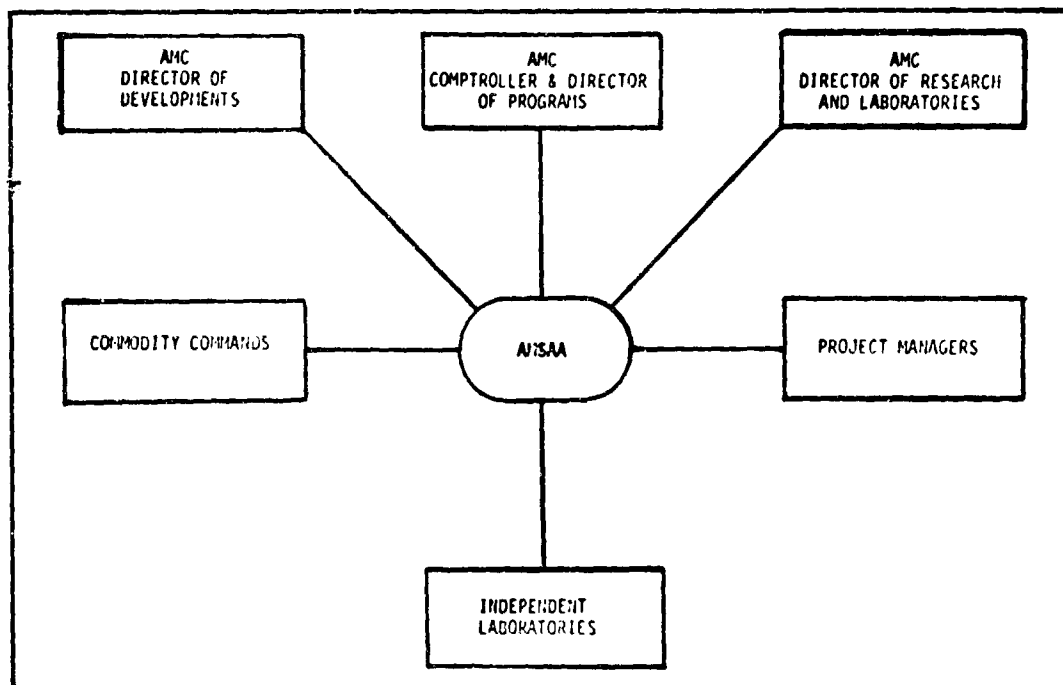 AMC
DIRECTOR OF
DEVELOPMENTS
AMC
COMPTROLLER & DIRECTOR
OF PROGRAMS
AMC
DIRECTOR OF RESEARCH
AND LABORATORIES
COMMODITY COMMANDS
AMSAA
PROJECT MANAGERS
INDEPENDENT
LABORATORIES